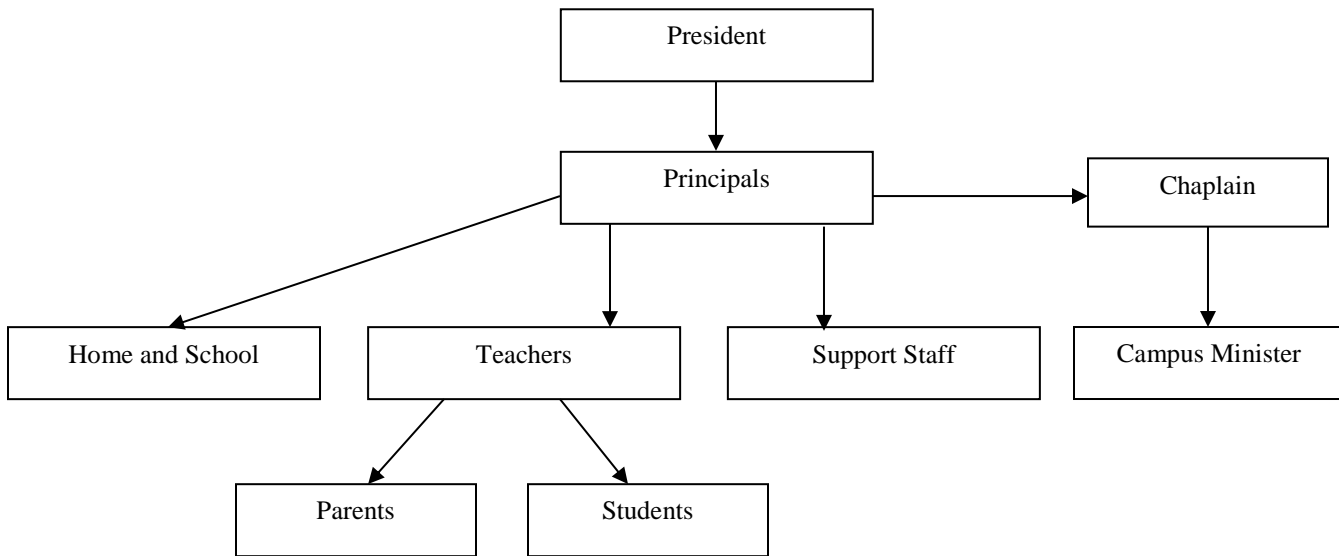 President
Principals
Chaplain
Home and School
Teachers
Support Staff
Campus Minister
Parents
Students